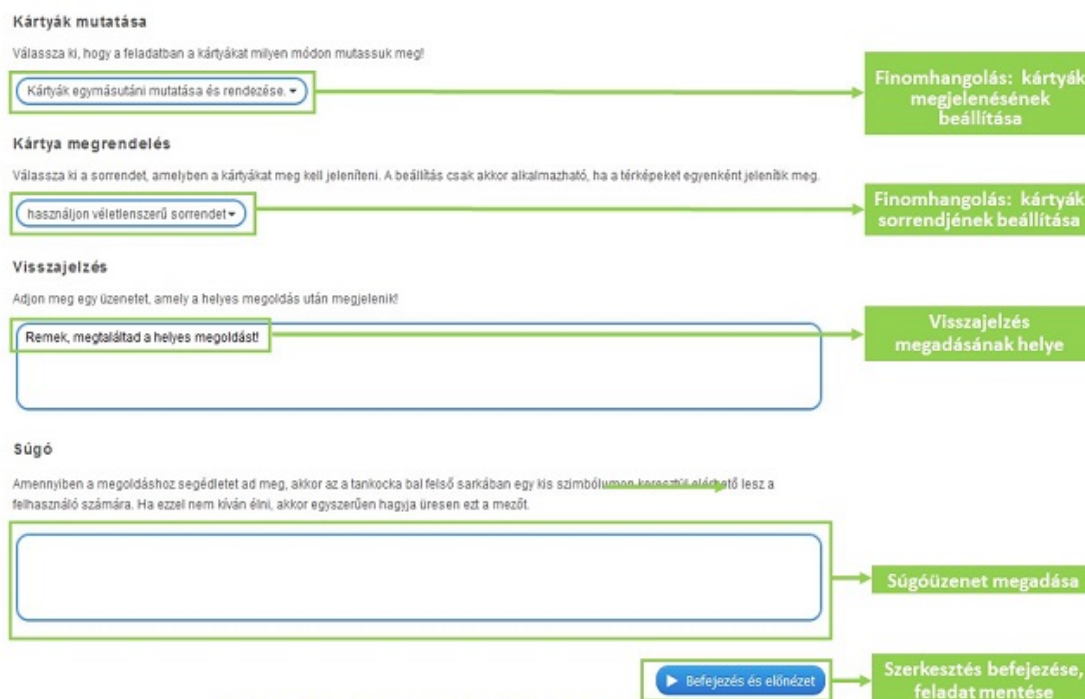 Kártyák mutatása
Válassza ki, hogy a feladatban a kártyákat milyen módon mutassuk meg!
Kártyák egymásutáni mutatása és rendezése.
Finomhangolás: kártyák
megjelenésének
beállítása
Kártya megrendelés
Válassza ki a sorrendet, amelyben a kártyákat meg kell jeleníteni. A beállítás csak akkor alkalmazható, ha a térképeket egyenként jelenítik meg.
használjon véletlenszerű sorrendet
Finomhangolás: kártyák
sorrendjének beállítása
Visszajelzés
Adjon meg egy üzenetet, amely a helyes megoldás után megjelenik!
Remek, megtaláltad a helyes megoldást!
Visszajelzés
megadásának helye
Súgó
Amennyiben a megoldáshoz segédletet ad meg, akkor az a tankocka bal felső sarkában egy kis szimbólumon keresztül elérhető lesz a
felhasználó számára. Ha ezzel nem kíván élni, akkor egyszerűen hagyja üresen ezt a mezőt.
Súgóüzenet megadása
Befejezés és előnézet
Szerkesztés befejezése,
feladat mentése